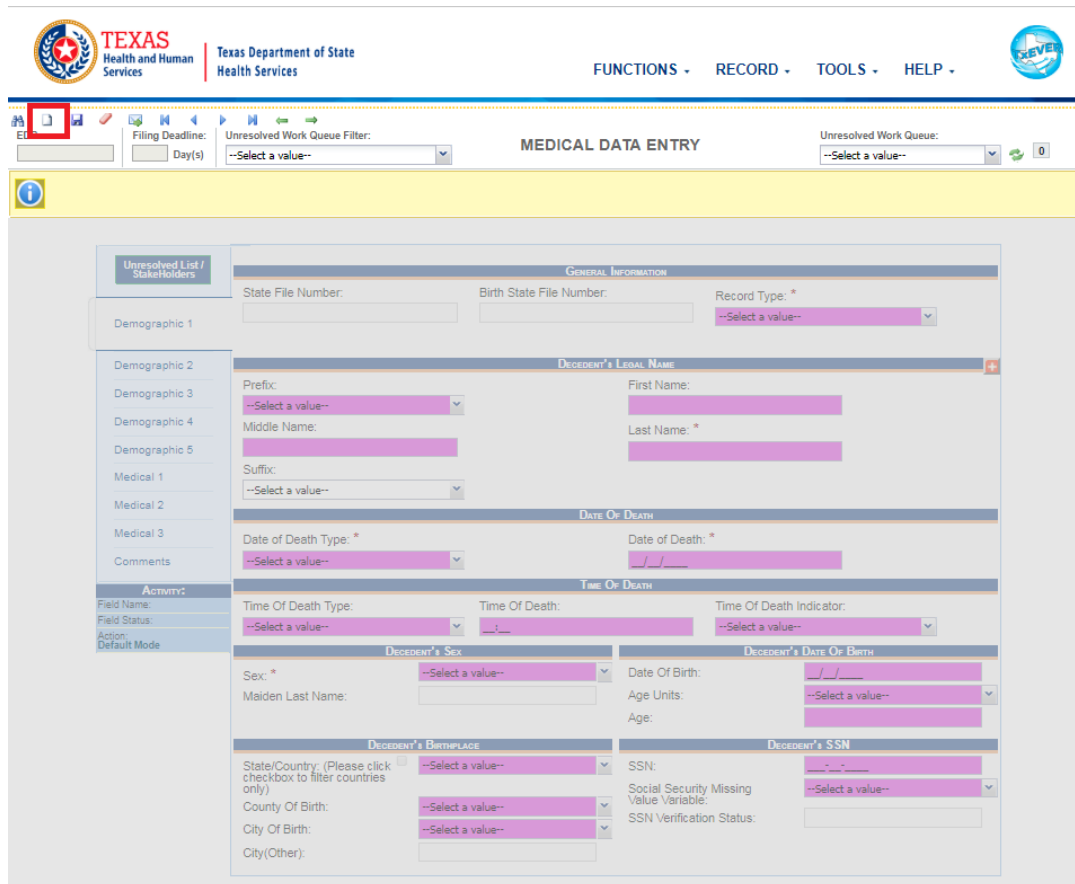 TEXAS
Health and Human
Services
Texas Department of State
Health Services
FUNCTIONS
RECORD
TOOLS
HELP
TxEVER
Filing Deadline:
Day(s)
Unresolved Work Queue Filter:
--Select a value--
MEDICAL DATA ENTRY
Unresolved Work Queue:
--Select a value--
0
Unresolved List /
StakeHolders
Demographic 1
Demographic 2
Demographic 3
Demographic 4
Demographic 5
Medical 1
Medical 2
Medical 3
Comments
ACTIVITY:
Field Name:
Field Status:
Action:
Default Mode
GENERAL INFORMATION
State File Number:
Birth State File Number:
Record Type: *
--Select a value--
DECEDENT'S LEGAL NAME
Prefix:
--Select a value--
First Name:
Middle Name:
Last Name: *
Suffix:
--Select a value--
DATE OF DEATH
Date of Death Type: *
--Select a value--
Date of Death: *
__/__/____
TIME OF DEATH
Time Of Death Type:
--Select a value--
Time Of Death:
__:__
Time Of Death Indicator:
--Select a value--
DECEDENT'S SEX
Sex: *
--Select a value--
Maiden Last Name:
DECEDENT'S DATE OF BIRTH
Date Of Birth:
__/__/____
Age Units:
--Select a value--
Age:
DECEDENT'S BIRTHPLACE
State/Country: (Please click
checkbox to filter countries
only)
--Select a value--
County Of Birth:
--Select a value--
City Of Birth:
--Select a value--
City(Other):
DECEDENT'S SSN
SSN:
___-__-____
Social Security Missing
Value Variable:
--Select a value--
SSN Verification Status: